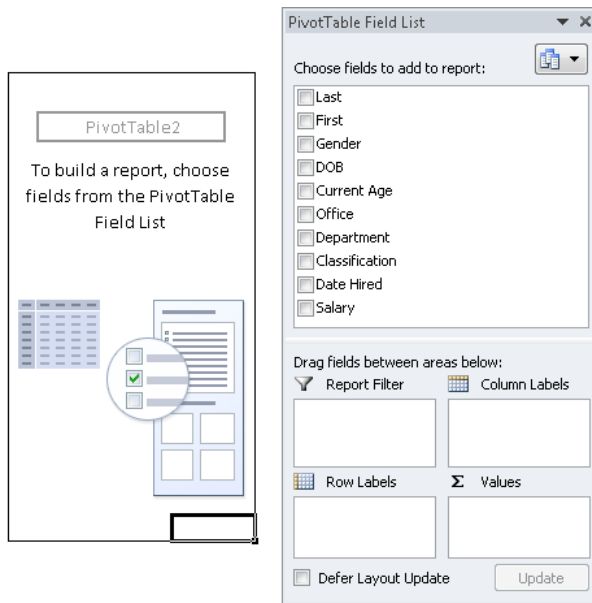 PivotTable2
To build a report, choose
fields from the PivotTable
Field List
PivotTable Field List
Choose fields to add to report:
Last
First
Gender
DOB
Current Age
Office
Department
Classification
Date Hired
Salary
Drag fields between areas below:
Report Filter
Column Labels
Row Labels
Σ Values
Defer Layout Update
Update